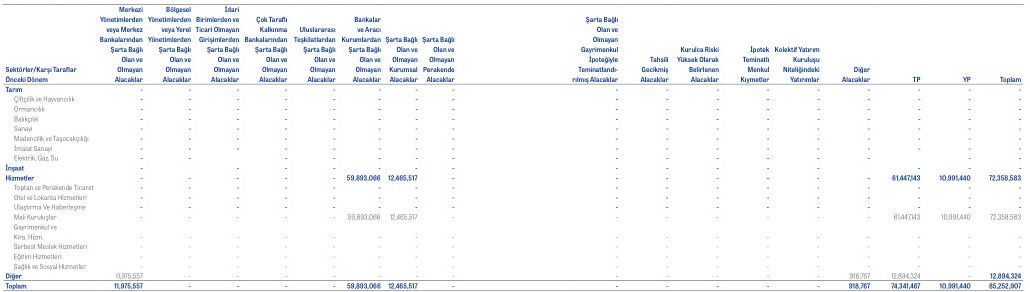 Merkezi Bölgesel İdari Bankalar Şarta Bağlı
Yönetimlerden Yönetimlerden Birimlerden ve Çok Taraflı ve Aracı Olan ve
veya Merkez veya Yerel Ticari Olmayan Kalkınma Uluslararası Kurumlardan Şarta Bağlı Şarta Bağlı Olmayan
Bankalarından Yönetimlerden Girişimlerden Bankalarından Teşkilatlardan Şarta Bağlı Olan ve Olan ve Gayrimenkul Kurulca Riski İpotek Kolektif Yatırım
Şarta Bağlı Şarta Bağlı Şarta Bağlı Şarta Bağlı Şarta Bağlı Olan ve Olmayan Olmayan İpoteğiyle Tahsili Yüksek Olarak Teminatlı Kuruluşu
Sektörler/Karşı Taraflar Olan ve Olmayan Olan ve Olmayan Olan ve Olmayan Olan ve Olmayan Olan ve Olmayan Olmayan Kurumsal Perakende Teminatlandı- Gecikmiş Belirlenen Menkul Niteliğindeki Diğer
Önceki Dönem Alacaklar Alacaklar Alacaklar Alacaklar Alacaklar Alacaklar Alacaklar Alacaklar rılmış Alacaklar Alacaklar Alacaklar Kıymetler Yatırımlar Alacaklar TP YP Toplam
Tarım - - - - - - - - - - - - - - - - -
Çiftçilik ve Hayvancılık - - - - - - - - - - - - - - - - -
Ormancılık - - - - - - - - - - - - - - - - -
Balıkçılık - - - - - - - - - - - - - - - - -
Sanayi - - - - - - - - - - - - - - - - -
Madencilik ve Taşocakçılığı - - - - - - - - - - - - - - - - -
İmalat Sanayi - - - - - - - - - - - - - - - - -
Elektrik, Gaz, Su - - - - - - - - - - - - - - - - -
İnşaat - - - - - - - - - - - - - - - - -
Hizmetler - - - - - 59,893,066 12,465,517 - - - - - - - 61,447,143 10,991,440 72,358,583
Toptan ve Perakende Ticaret - - - - - - - - - - - - - - - - -
Otel ve Lokanta Hizmetleri - - - - - - - - - - - - - - - - -
Ulaştırma Ve Haberleşme - - - - - - - - - - - - - - - - -
Mali Kuruluşlar - - - - - 59,893,066 12,465,517 - - - - - - - 61,447,143 10,991,440 72,358,583
Gayrimenkul ve
Kira. Hizm. - - - - - - - - - - - - - - - - -
Serbest Meslek Hizmetleri - - - - - - - - - - - - - - - - -
Eğitim Hizmetleri - - - - - - - - - - - - - - - - -
Sağlık ve Sosyal Hizmetler - - - - - - - - - - - - - - - - -
Diğer 11,975,557 - - - - - - - - - - - - 918,767 12,894,324 - 12,894,324
Toplam 11,975,557 - - - - 59,893,066 12,465,517 - - - - - - 918,767 74,341,467 10,991,440 85,252,907